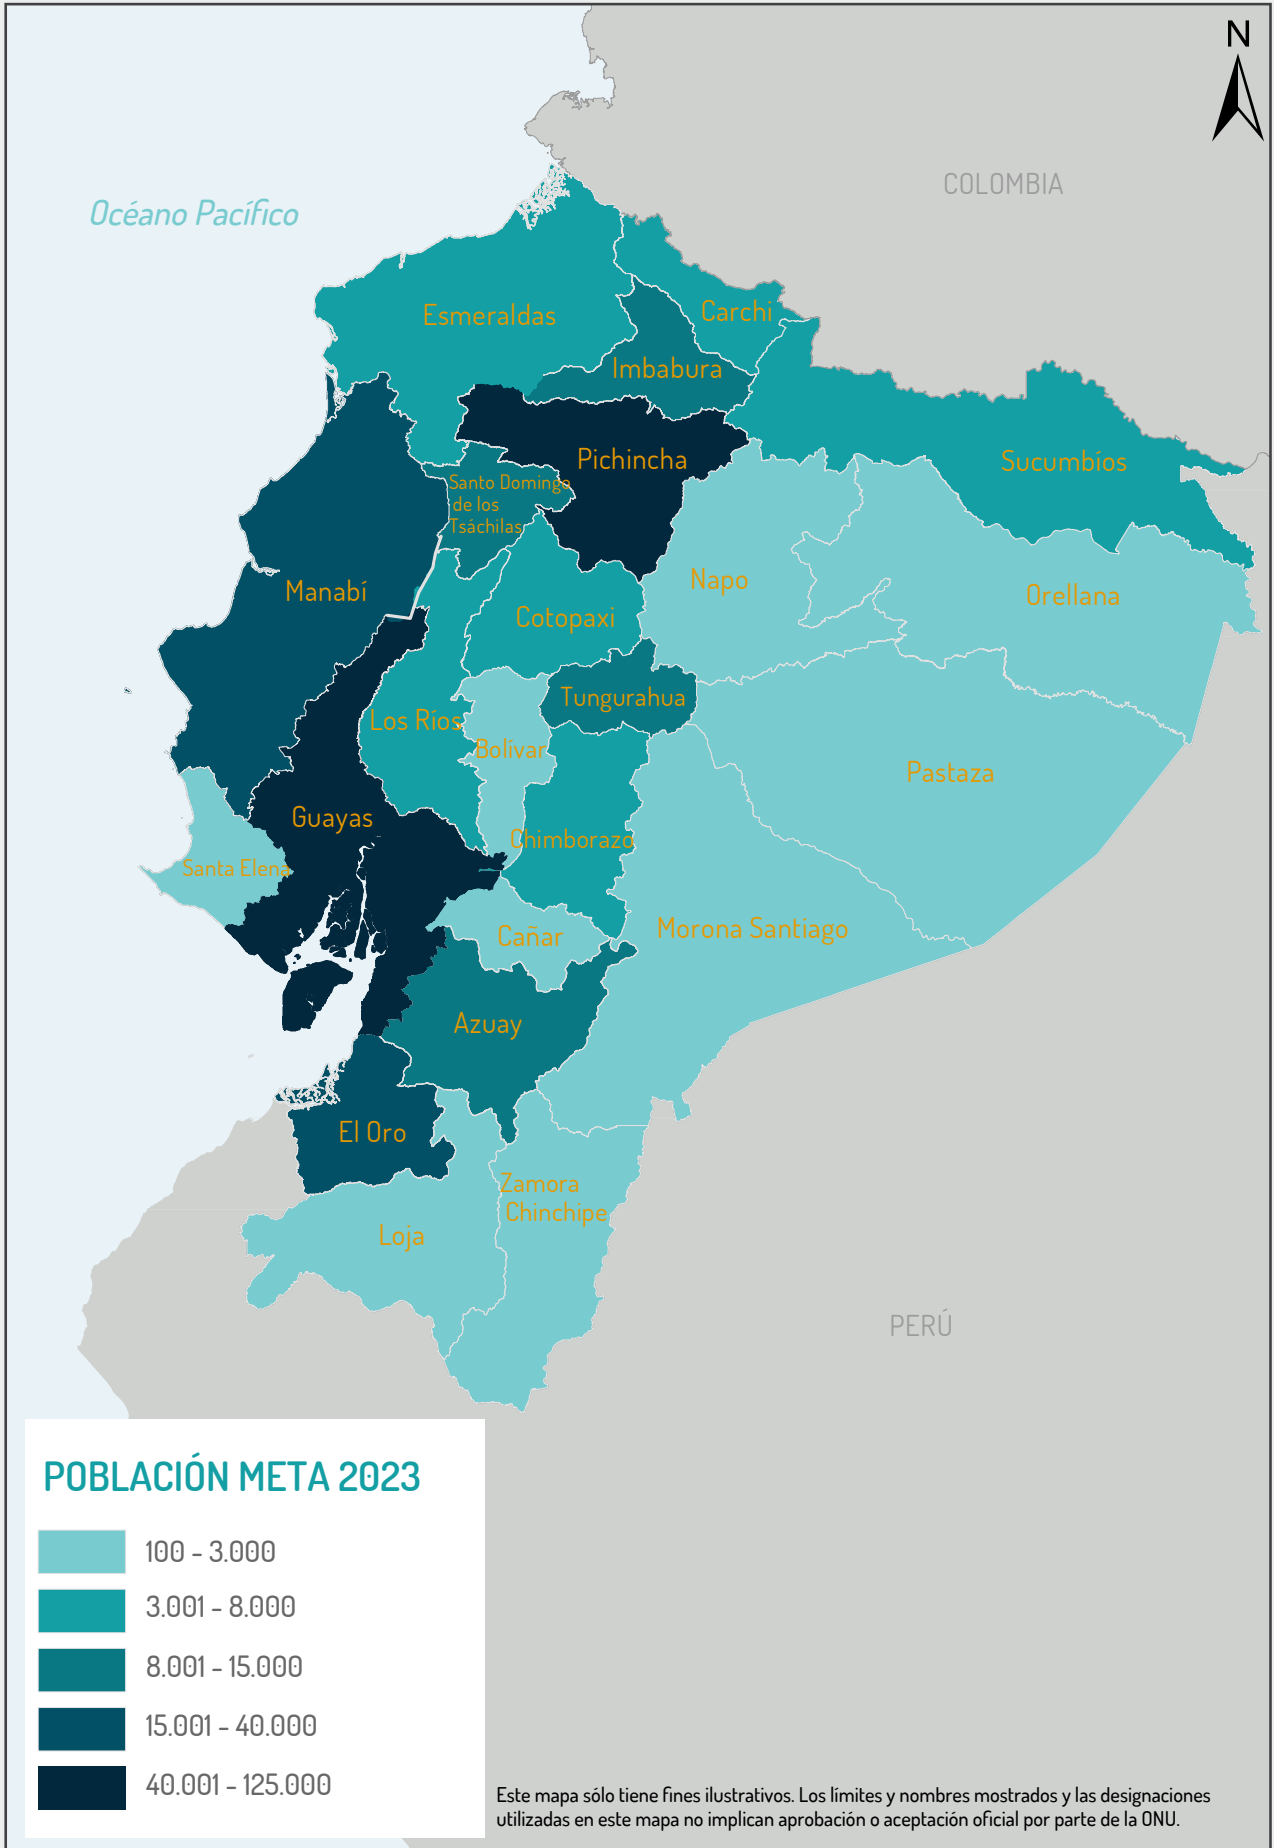 N
COLOMBIA
Océano Pacífico
Esmeraldas
Carchi
Imbabura
Pichincha
Sucumbíos
Santo Domingo
de los
Tsáchilas
Napo
Manabí
Orellana
Cotopaxi
Tungurahua
Los Ríos
Bolívar
Pastaza
Guayas
Chimborazo
Santa Elena
Morona Santiago
Cañar
Azuay
El Oro
Zamora
Chinchipe
Loja
PERÚ
POBLACIÓN META 2023
100 - 3.000
3.001 - 8.000
8.001 - 15.000
15.001 - 40.000
40.001 - 125.000
Este mapa sólo tiene fines ilustrativos. Los límites y nombres mostrados y las designaciones
utilizadas en este mapa no implican aprobación o aceptación oficial por parte de la ONU.